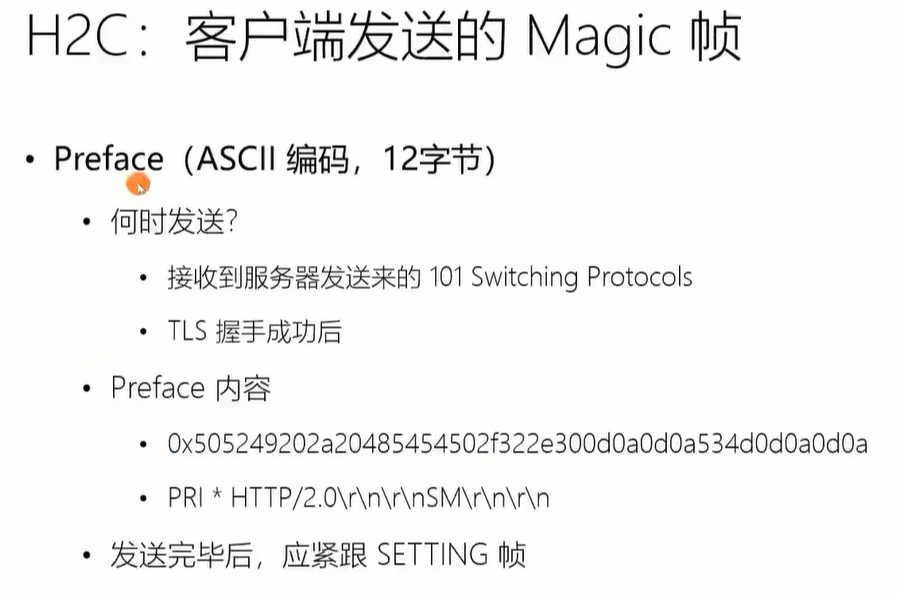 H2C：客户端发送的 Magic 帧
• Preface（ASCII 编码，12字节）
• 何时发送？
• 接收到服务器发送来的 101 Switching Protocols
• TLS 握手成功后
• Preface 内容
• 0x505249202a20485454502f322e300d0a0d0a534d0d0a0d0a
• PRI * HTTP/2.0\r\n\r\nSM\r\n\r\n
• 发送完毕后，应紧跟 SETTING 帧